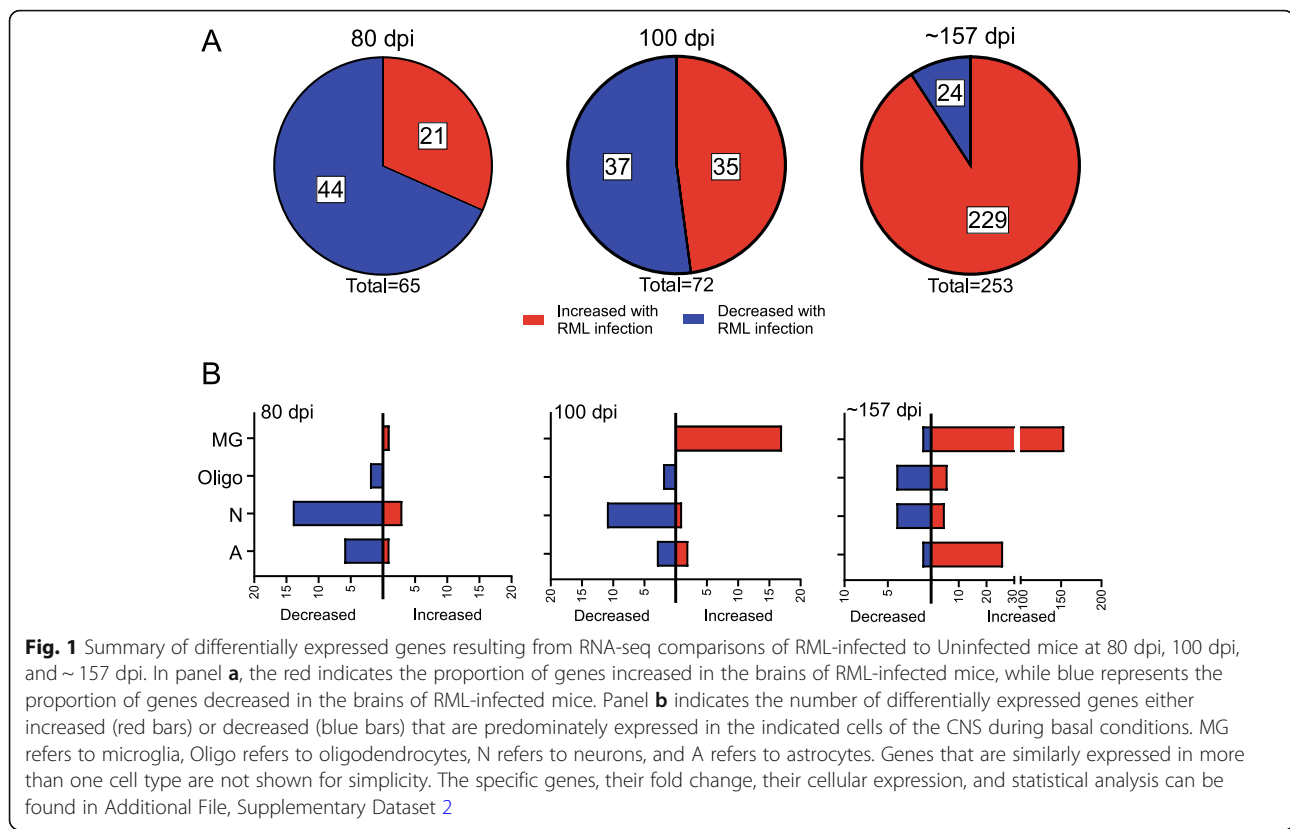 A
80 dpi
100 dpi
~157 dpi
21
44
37
35
24
229
Total=65
Total=72
Total=253
Increased with
RML infection
Decreased with
RML infection
B
80 dpi
100 dpi
~157 dpi
MG
Oligo
N
A
20 15 10 5 5 10 15 20
20 15 10 5 5 10 15 20
10 5 10 20 30 100 150 200
Decreased Increased
Decreased Increased
Decreased Increased
Fig. 1 Summary of differentially expressed genes resulting from RNA-seq comparisons of RML-infected to Uninfected mice at 80 dpi, 100 dpi,
and ~ 157 dpi. In panel a, the red indicates the proportion of genes increased in the brains of RML-infected mice, while blue represents the
proportion of genes decreased in the brains of RML-infected mice. Panel b indicates the number of differentially expressed genes either
increased (red bars) or decreased (blue bars) that are predominately expressed in the indicated cells of the CNS during basal conditions. MG
refers to microglia, Oligo refers to oligodendrocytes, N refers to neurons, and A refers to astrocytes. Genes that are similarly expressed in more
than one cell type are not shown for simplicity. The specific genes, their fold change, their cellular expression, and statistical analysis can be
found in Additional File, Supplementary Dataset 2